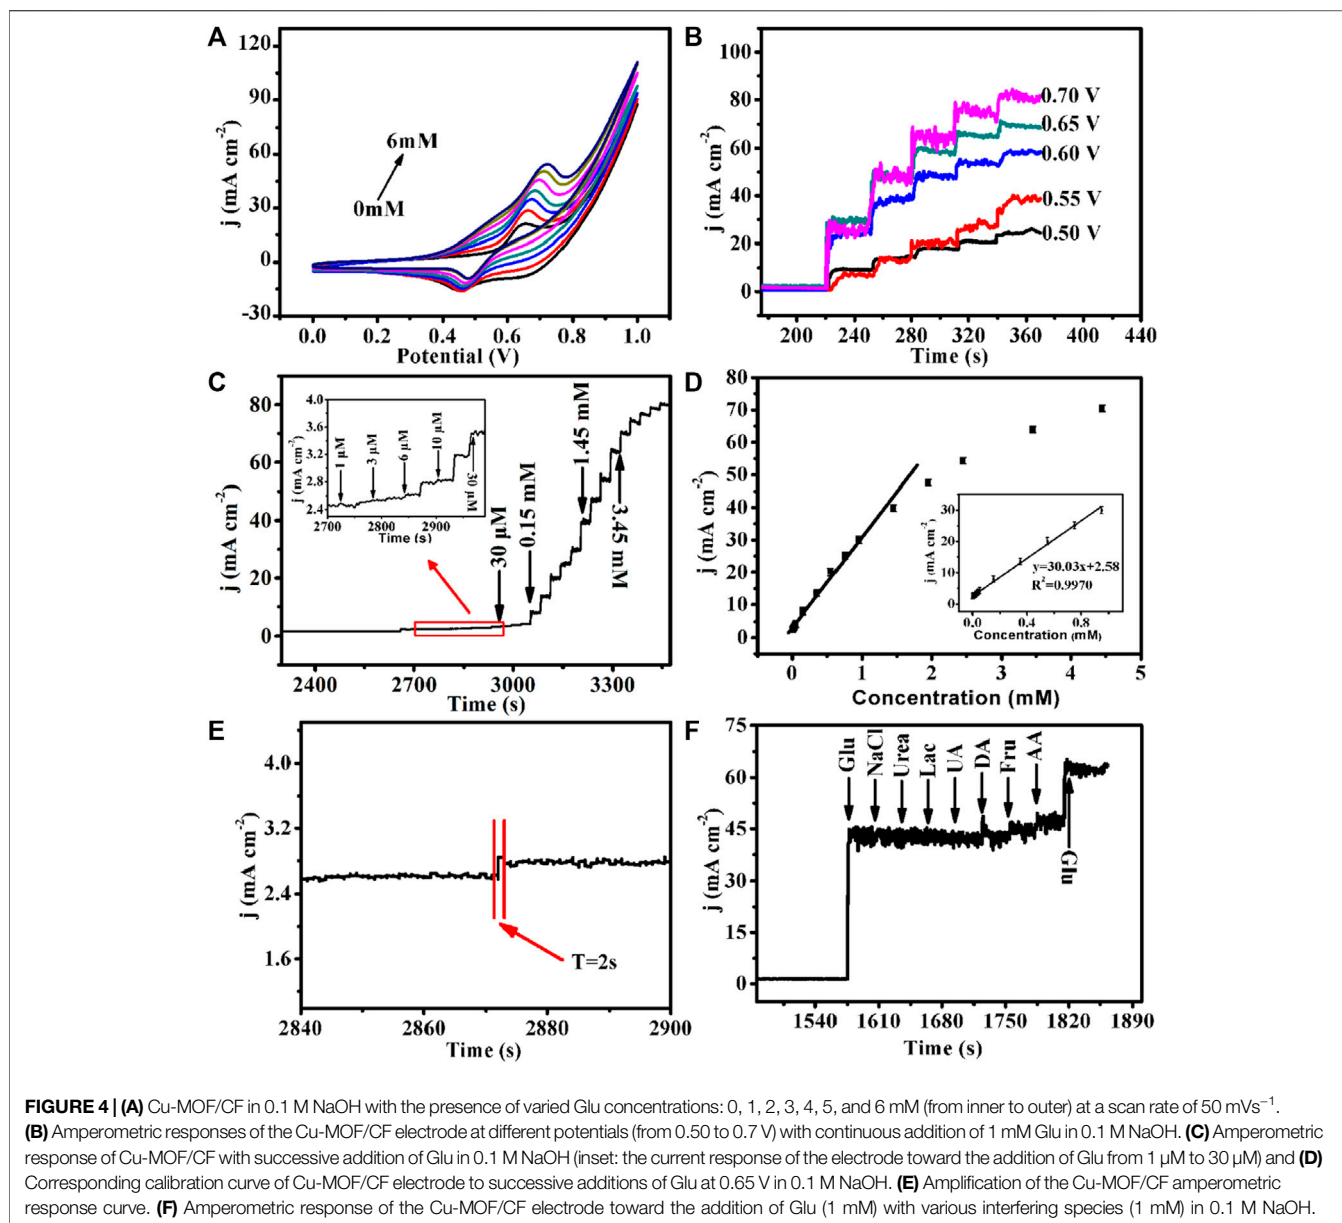 A
j (mA cm-2)
120
90
60
30
0
-30
6mM
0mM
0.0 0.2 0.4 0.6 0.8 1.0
Potential (V)
B
j (mA cm-2)
100
80
60
40
20
0
0.70 V
0.65 V
0.60 V
0.55 V
0.50 V
200 240 280 320 360 400 440
Time (s)
C
j (mA cm-2)
80
60
40
20
0
j (mA cm-2)
4.0
3.6
3.2
2.8
2.4
1 µM
3 µM
6 µM
10 µM
30 µM
2700 2800 2900
Time (s)
30 µM
0.15 mM
1.45 mM
3.45 mM
2400 2700 3000 3300
Time (s)
D
j (mA cm-2)
80
70
60
50
40
30
20
10
0
j (mA cm-2)
30
20
10
0
y=30.03x+2.58
R2=0.9970
0.0 0.4 0.8
Concentration (mM)
0 1 2 3 4 5
Concentration (mM)
E
j (mA cm-2)
4.0
3.2
2.4
1.6
T=2s
2840 2860 2880 2900
Time (s)
F
j (mA cm-2)
75
60
45
30
15
0
Glu
NaCl
Urea
Lac
UA
DA
Fru
AA
Glu
1540 1610 1680 1750 1820 1890
Time (s)
FIGURE 4 | (A) Cu-MOF/CF in 0.1 M NaOH with the presence of varied Glu concentrations: 0, 1, 2, 3, 4, 5, and 6 mM (from inner to outer) at a scan rate of 50 mVs−1.
(B) Amperometric responses of the Cu-MOF/CF electrode at different potentials (from 0.50 to 0.7 V) with continuous addition of 1 mM Glu in 0.1 M NaOH. (C) Amperometric
response of Cu-MOF/CF with successive addition of Glu in 0.1 M NaOH (inset: the current response of the electrode toward the addition of Glu from 1 µM to 30 µM) and (D)
Corresponding calibration curve of Cu-MOF/CF electrode to successive additions of Glu at 0.65 V in 0.1 M NaOH. (E) Amplification of the Cu-MOF/CF amperometric
response curve. (F) Amperometric response of the Cu-MOF/CF electrode toward the addition of Glu (1 mM) with various interfering species (1 mM) in 0.1 M NaOH.